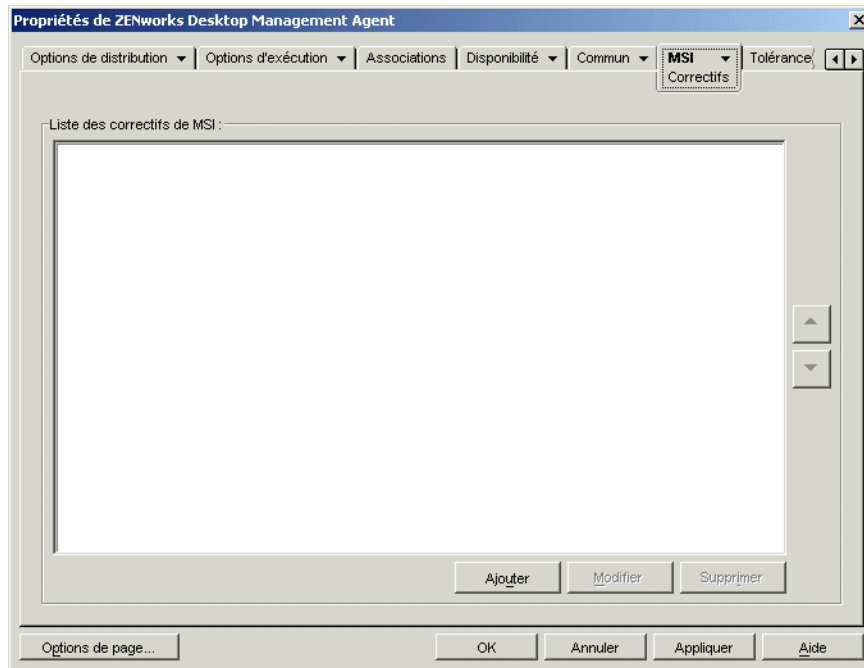 Propriétés de ZENworks Desktop Management Agent
Options de distribution
Options d'exécution
Associations
Disponibilité
Commun
MSI
Correctifs
Tolérance
Liste des correctifs de MSI :
Ajouter
Modifier
Supprimer
Options de page...
OK
Annuler
Appliquer
Aide